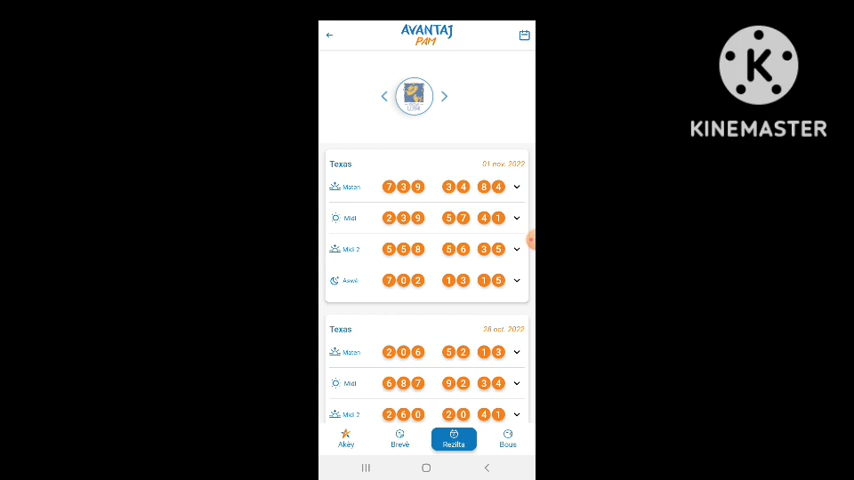 AVANTAJ
PAM
KINEMASTER
Texas 01 nov. 2022
Maten 7 3 9 3 4 8 4
Midi 2 3 9 5 7 4 1
Midi 2 5 5 8 5 6 3 5
Aswè 7 0 2 1 3 1 5
Texas 28 oct. 2022
Maten 2 0 6 5 2 1 3
Midi 6 8 7 9 2 3 4
Midi 2 2 6 0 2 0 4 1
Akèy Brevè Rezilta Bous